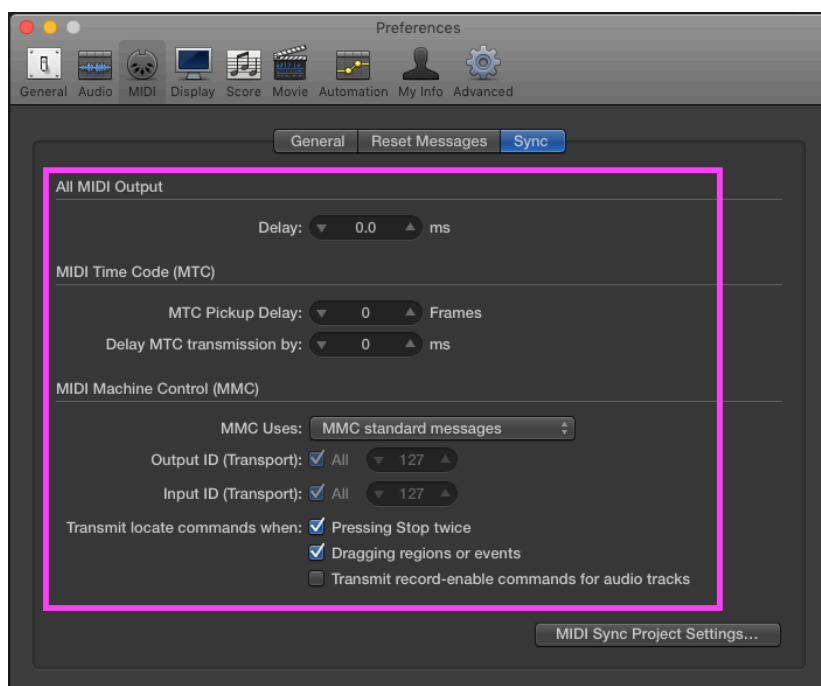 Preferences
General Audio MIDI Display Score Movie Automation My Info Advanced
General Reset Messages Sync
All MIDI Output
Delay: 0.0 ms
MIDI Time Code (MTC)
MTC Pickup Delay: 0 Frames
Delay MTC transmission by: 0 ms
MIDI Machine Control (MMC)
MMC Uses: MMC standard messages
Output ID (Transport): All 127
Input ID (Transport): All 127
Transmit locate commands when: Pressing Stop twice
Dragging regions or events
Transmit record-enable commands for audio tracks
MIDI Sync Project Settings...